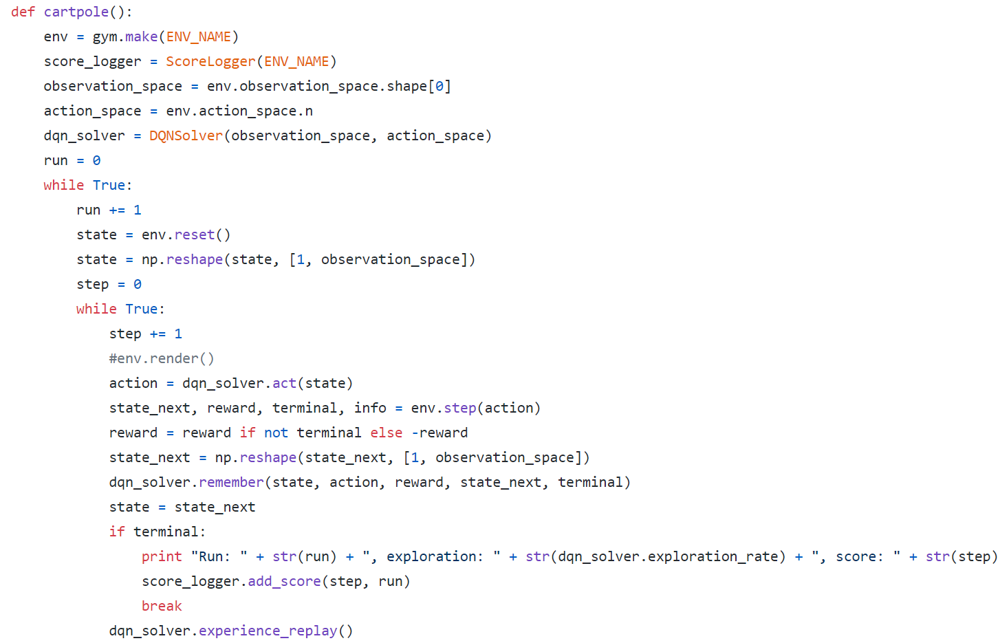 def cartpole():
    env = gym.make(ENV_NAME)
    score_logger = ScoreLogger(ENV_NAME)
    observation_space = env.observation_space.shape[0]
    action_space = env.action_space.n
    dqn_solver = DQNSolver(observation_space, action_space)
    run = 0
    while True:
        run += 1
        state = env.reset()
        state = np.reshape(state, [1, observation_space])
        step = 0
        while True:
            step += 1
            #env.render()
            action = dqn_solver.act(state)
            state_next, reward, terminal, info = env.step(action)
            reward = reward if not terminal else -reward
            state_next = np.reshape(state_next, [1, observation_space])
            dqn_solver.remember(state, action, reward, state_next, terminal)
            state = state_next
            if terminal:
                print "Run: " + str(run) + ", exploration: " + str(dqn_solver.exploration_rate) + ", score: " + str(step)
                score_logger.add_score(step, run)
                break
            dqn_solver.experience_replay()